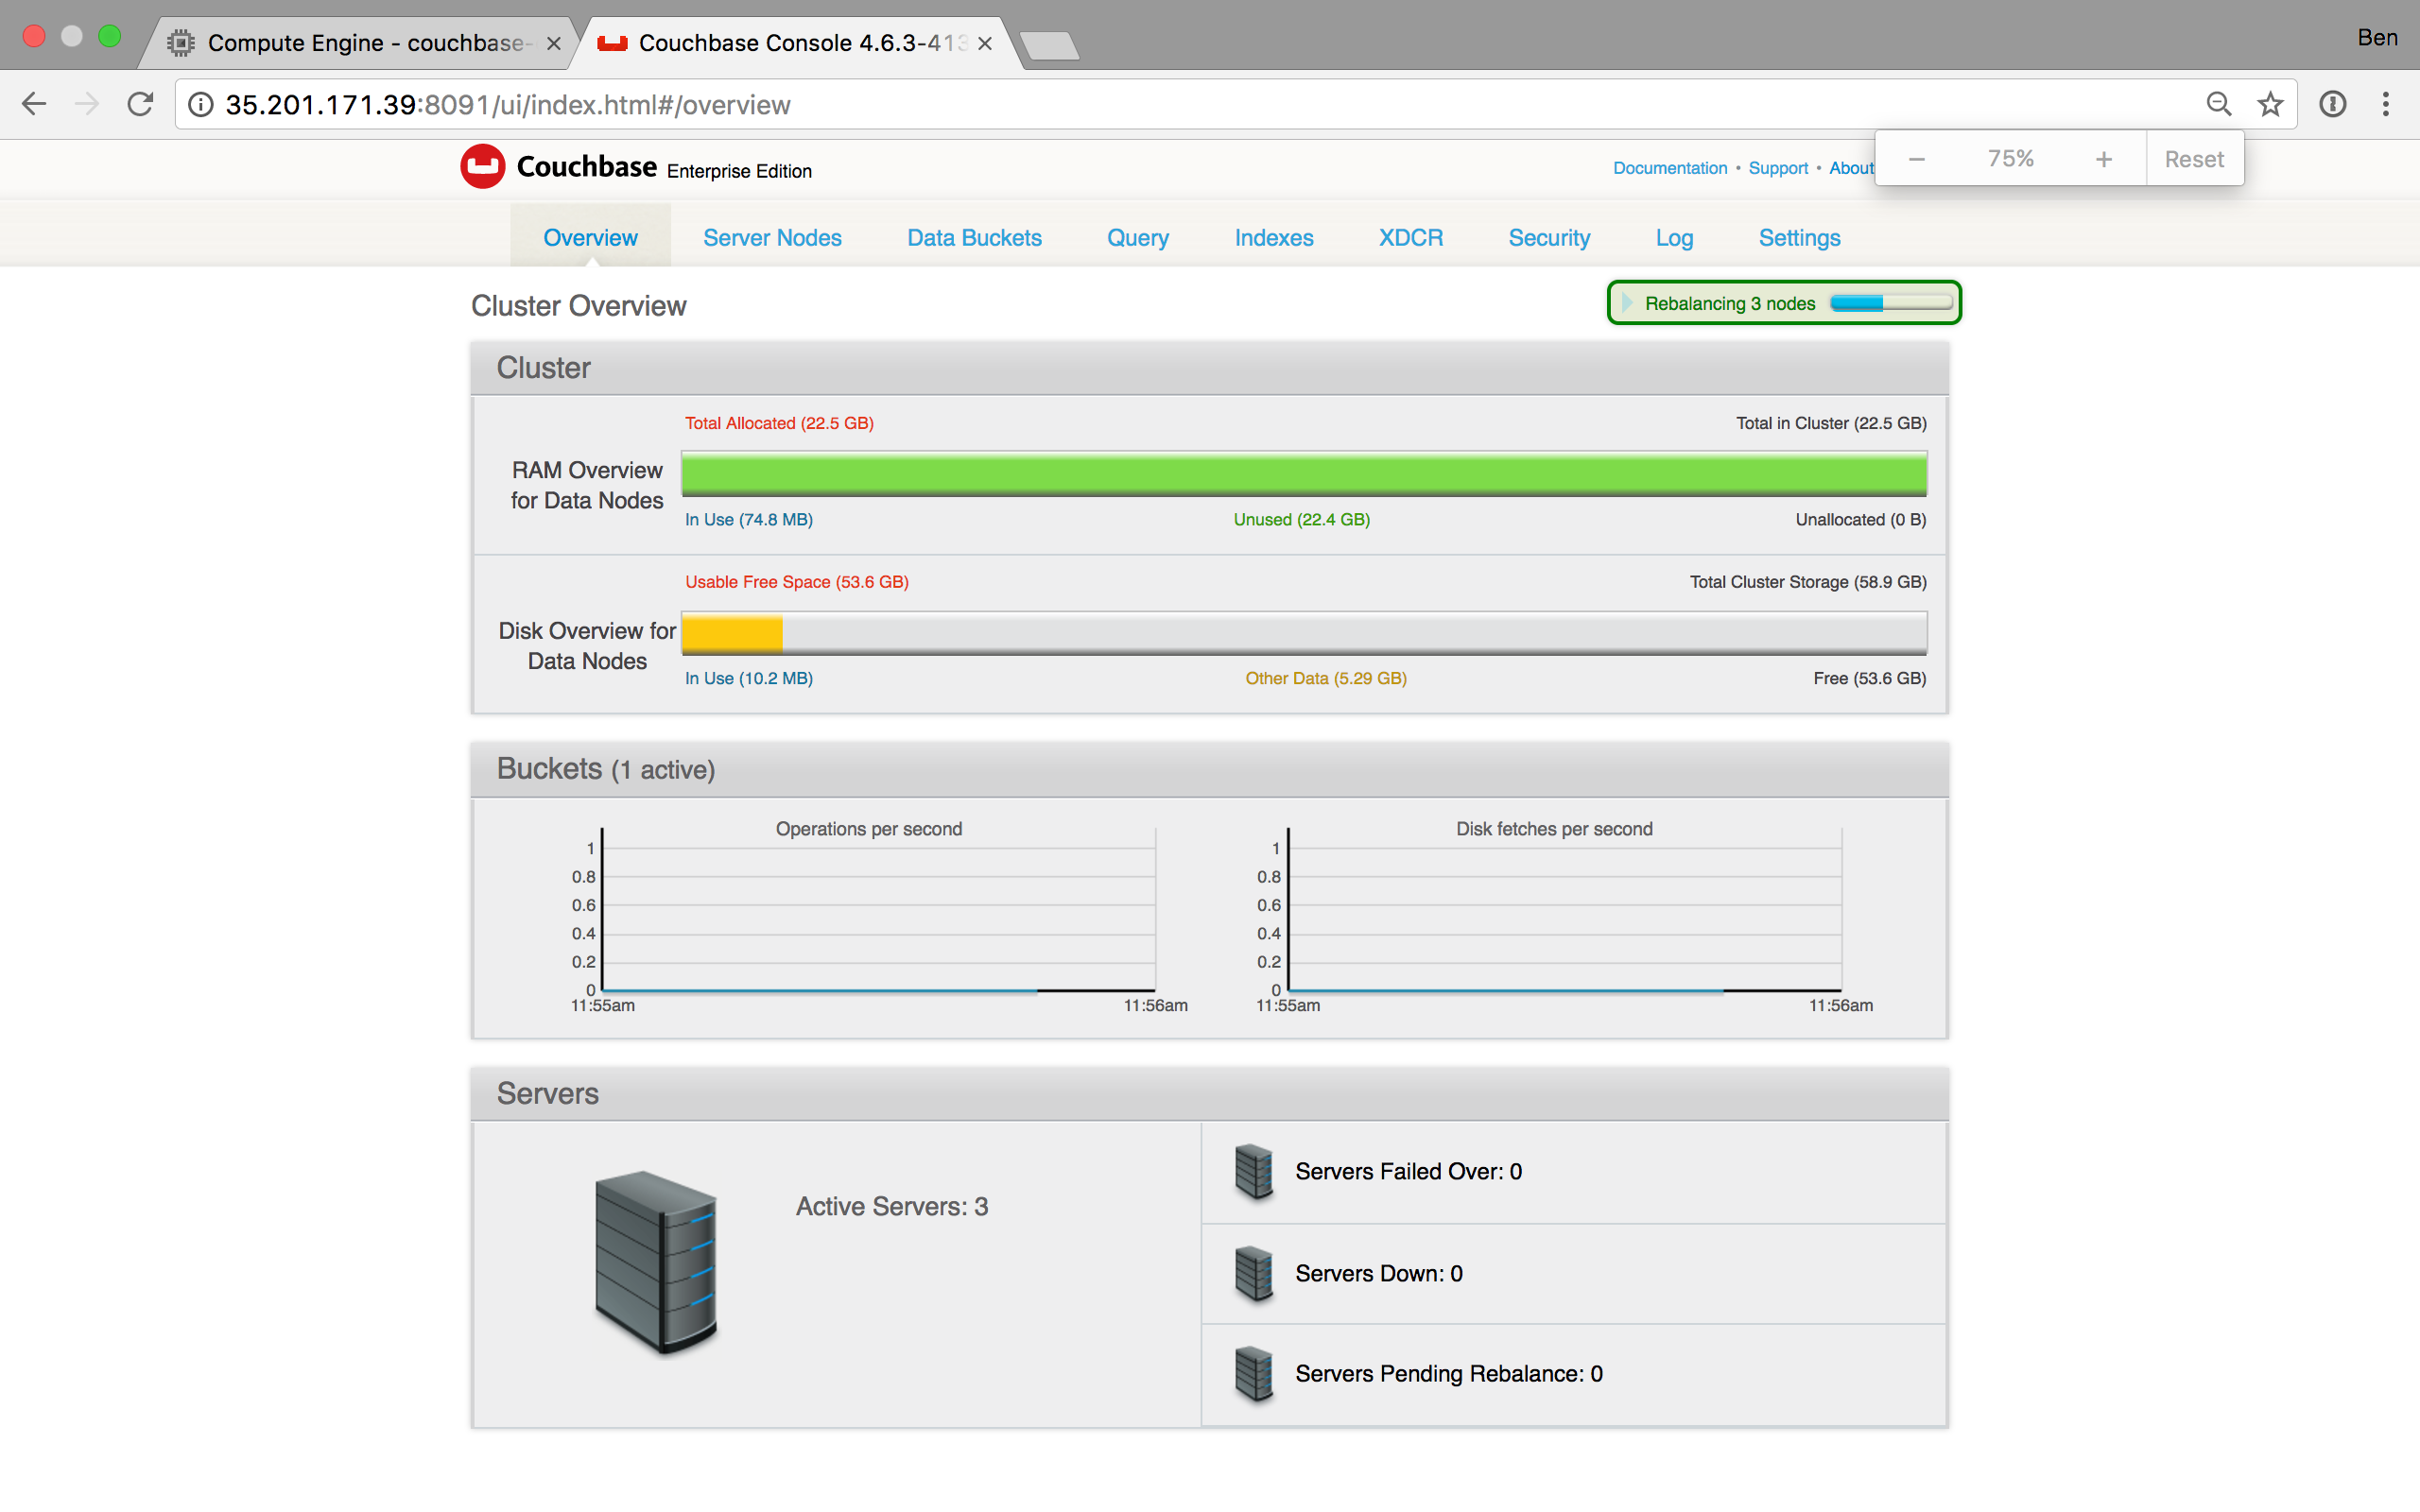 Compute Engine - couchbase-
Couchbase Console 4.6.3-413
Ben
35.201.171.39:8091/ui/index.html#/overview
Couchbase Enterprise Edition
Documentation • Support • About
75%
Reset
Overview
Server Nodes
Data Buckets
Query
Indexes
XDCR
Security
Log
Settings
Cluster Overview
Rebalancing 3 nodes
Cluster
Total Allocated (22.5 GB)
Total in Cluster (22.5 GB)
RAM Overview
for Data Nodes
In Use (74.8 MB)
Unused (22.4 GB)
Unallocated (0 B)
Usable Free Space (53.6 GB)
Total Cluster Storage (58.9 GB)
Disk Overview for
Data Nodes
In Use (10.2 MB)
Other Data (5.29 GB)
Free (53.6 GB)
Buckets (1 active)
Operations per second
1
0.8
0.6
0.4
0.2
0
11:55am
11:56am
Disk fetches per second
1
0.8
0.6
0.4
0.2
0
11:55am
11:56am
Servers
Active Servers: 3
Servers Failed Over: 0
Servers Down: 0
Servers Pending Rebalance: 0